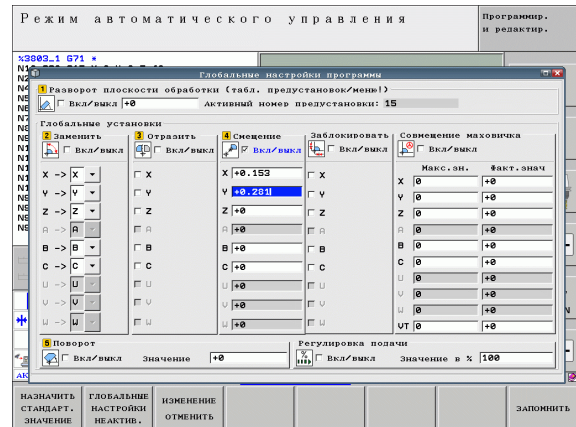 Режим автоматического управления
Программир.
и редактир.
%3803_1 G71 *
Глобальные настройки программы
1 Разворот плоскости обработки (табл. предустановок/меню!)
Вкл/выкл +0 Активный номер предустановки: 15
Глобальные установки
2 Заменить 3 Отразить 4 Смещение Заблокировать Совмещение маховичка
Вкл/выкл Вкл/выкл Вкл/выкл Вкл/выкл Вкл/выкл
Макс.зн. Факт.знач
X -> X X X +0.153 X X 0 +0
Y -> Y Y Y +0.281 Y Y 0 +0
Z -> Z Z Z +0 Z Z 0 +0
A -> A A A +0 A A 0 +0
B -> B B B +0 B B 0 +0
C -> C C C +0 C C 0 +0
U -> U U U +0 U U 0 +0
V -> V V V +0 V V 0 +0
W -> W W W +0 W W 0 +0
VT 0 +0
5 Поворот Регулировка подачи
Вкл/выкл Значение +0 Вкл/выкл Значение в % 100
НАЗНАЧИТЬ
СТАНДАРТ.
ЗНАЧЕНИЕ
ГЛОБАЛЬНЫЕ
НАСТРОЙКИ
НЕАКТИВ.
ИЗМЕНЕНИЕ
ОТМЕНИТЬ
ЗАПОМНИТЬ